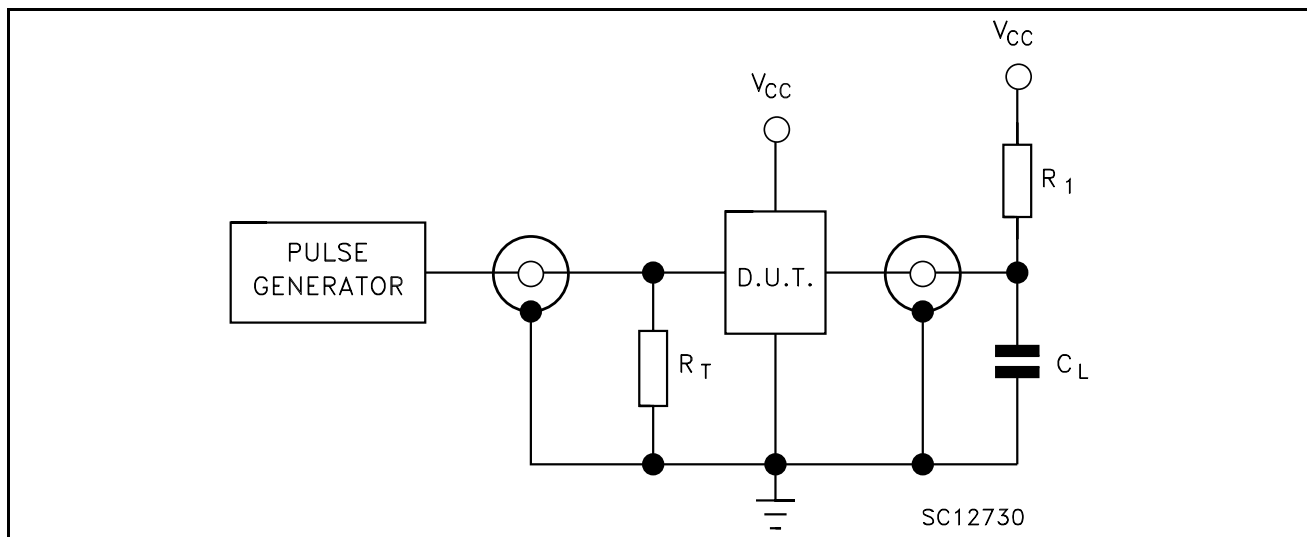 VCC
VCC
R1
PULSE
GENERATOR
D.U.T.
RT
CL
SC12730